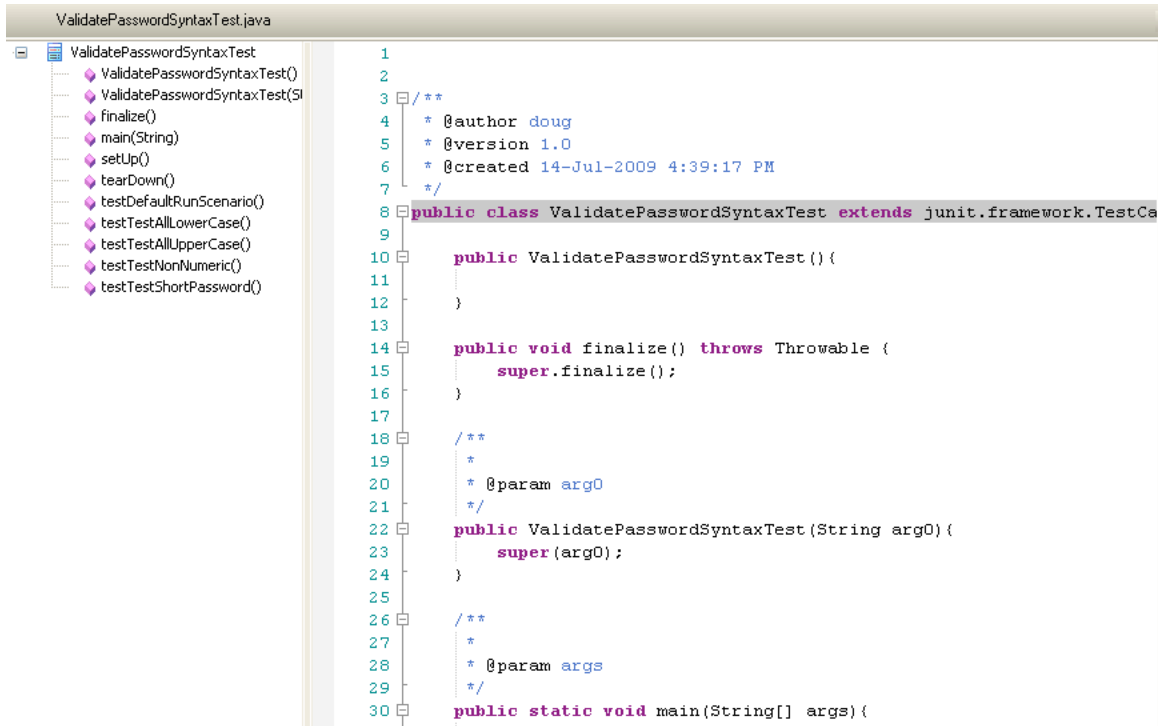 ValidatePasswordSyntaxTest.java
ValidatePasswordSyntaxTest
ValidatePasswordSyntaxTest()
ValidatePasswordSyntaxTest(St
finalize()
main(String)
setUp()
tearDown()
testDefaultRunScenario()
testTestAllLowerCase()
testTestAllUpperCase()
testTestNonNumeric()
testTestShortPassword()
1
2
3 /**
4 * @author doug
5 * @version 1.0
6 * @created 14-Jul-2009 4:39:17 PM
7 */
8 public class ValidatePasswordSyntaxTest extends junit.framework.TestCa
9
10 public ValidatePasswordSyntaxTest(){
11
12 }
13
14 public void finalize() throws Throwable {
15 super.finalize();
16 }
17
18 /**
19 *
20 * @param arg0
21 */
22 public ValidatePasswordSyntaxTest(String arg0){
23 super(arg0);
24 }
25
26 /**
27 *
28 * @param args
29 */
30 public static void main(String[] args){